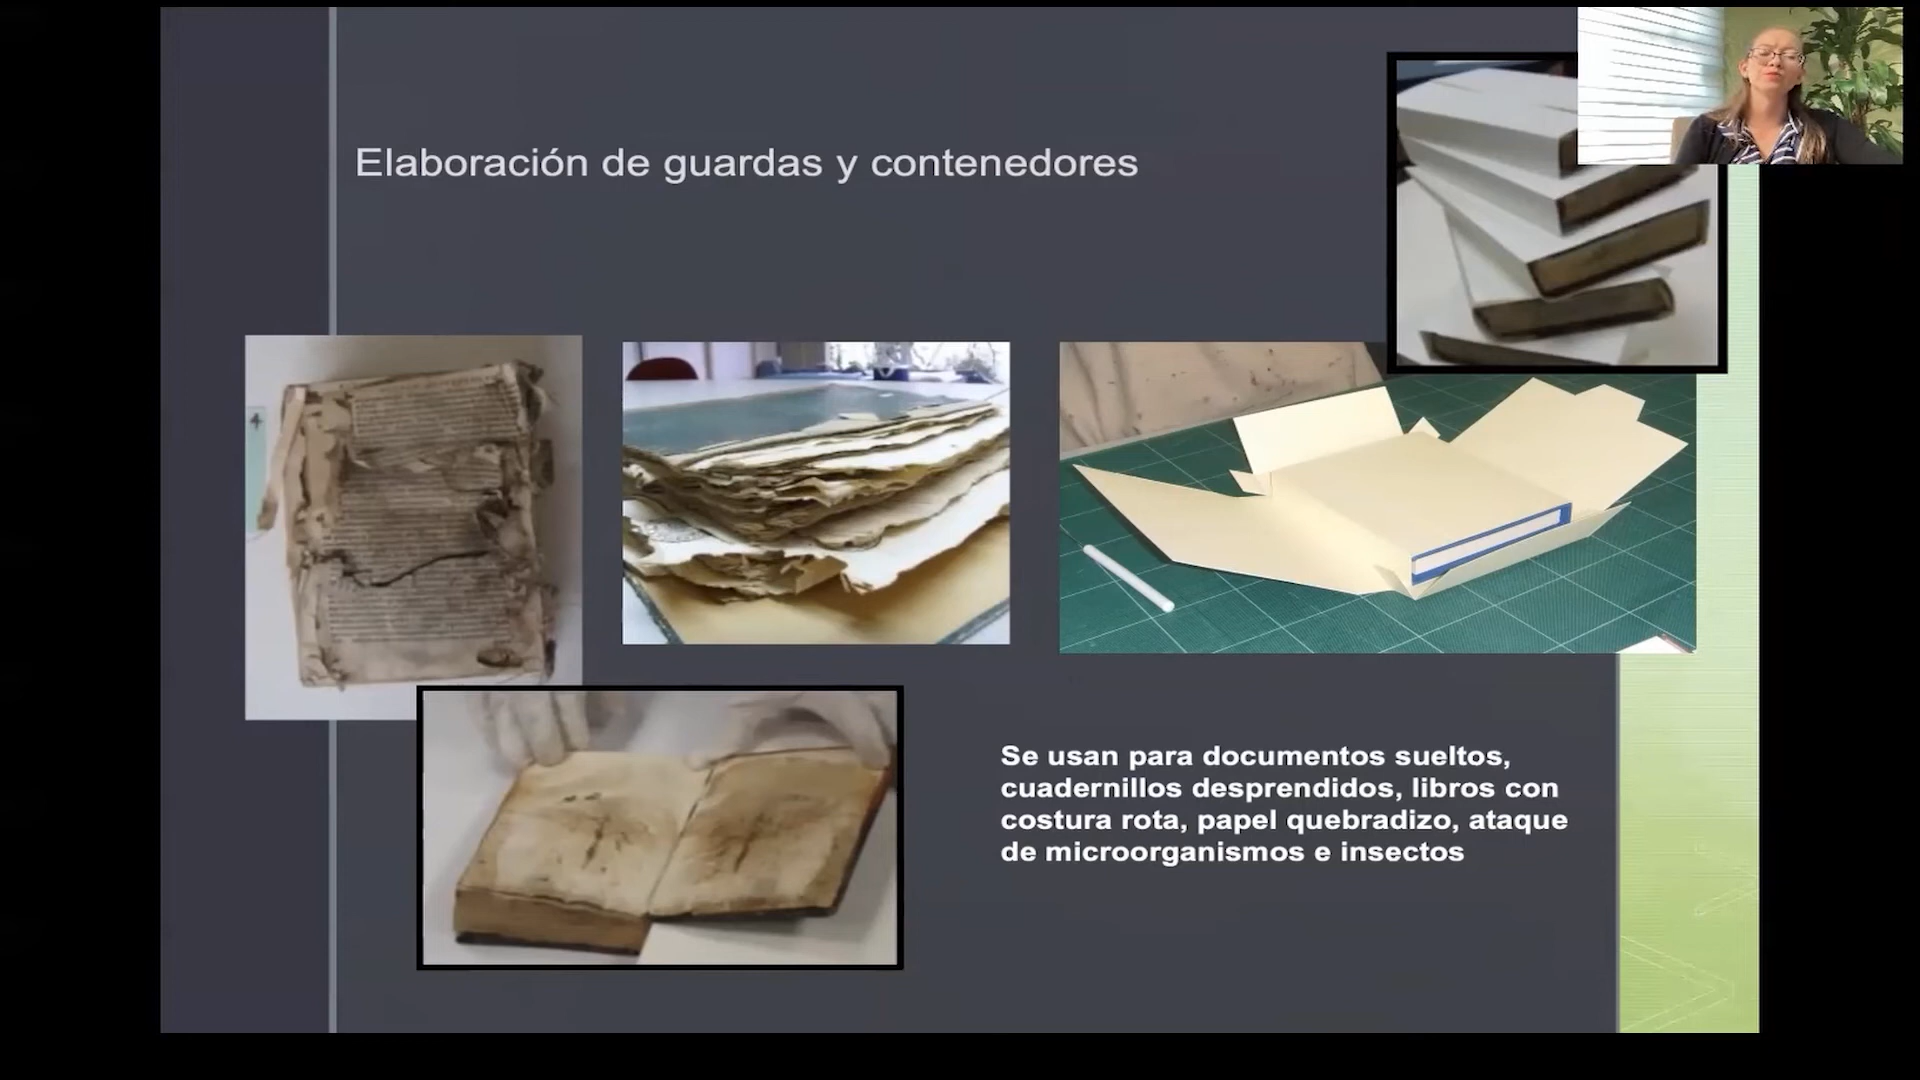 Elaboración de guardas y contenedores
4
Se usan para documentos sueltos,
cuadernillos desprendidos, libros con
costura rota, papel quebradizo, ataque
de microorganismos e insectos